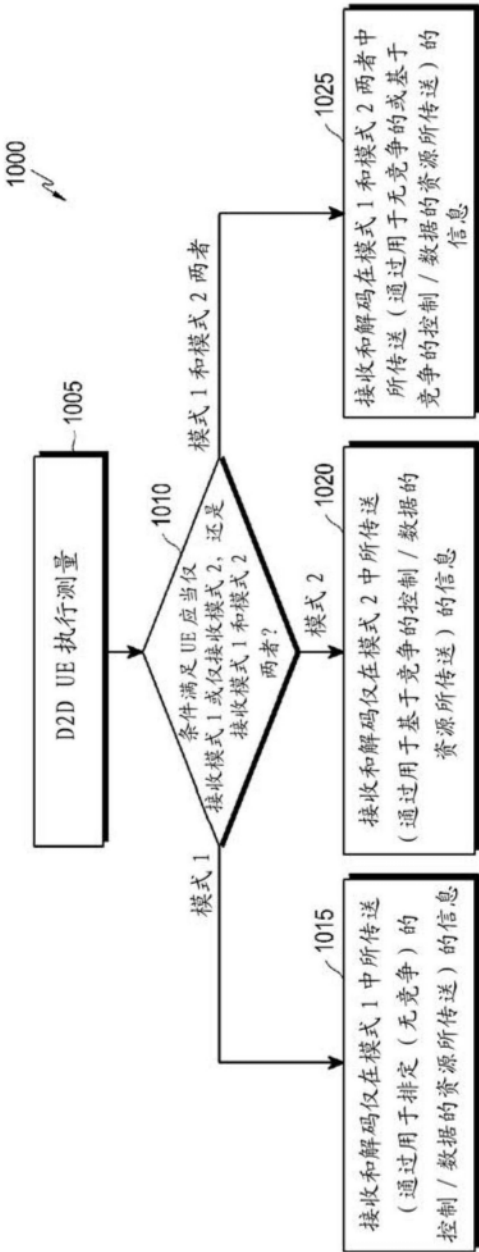 1000
D2D UE 执行测量
1005
条件满足 UE 应当仅
接收模式 1 或仅接收模式 2，还是
接收模式 1 和模式 2
两者？
1010
模式 1
模式 2
模式 1 和模式 2 两者
接收和解码仅在模式 1 中所传送
（通过用于排定（无竞争）的
控制 / 数据的资源所传送）的信息
1015
接收和解码仅在模式 2 中所传送
（通过用于基于竞争的控制 / 数据的
资源所传送）的信息
1020
接收和解码在模式 1 和模式 2 两者中
所传送（通过用于无竞争的或基于
竞争的控制 / 数据的资源所传送）的
信息
1025